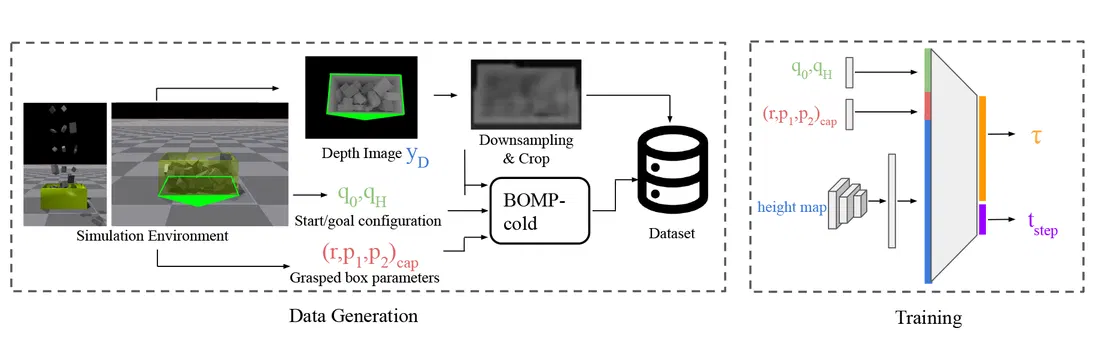 Simulation Environment
Depth Image y_D
Downsampling
& Crop
q_0,q_H
Start/goal configuration
(r,p_1,p_2)_cap
Grasped box parameters
BOMP-
cold
Dataset
Data Generation
q_0,q_H
(r,p_1,p_2)_cap
height map
τ
t_step
Training